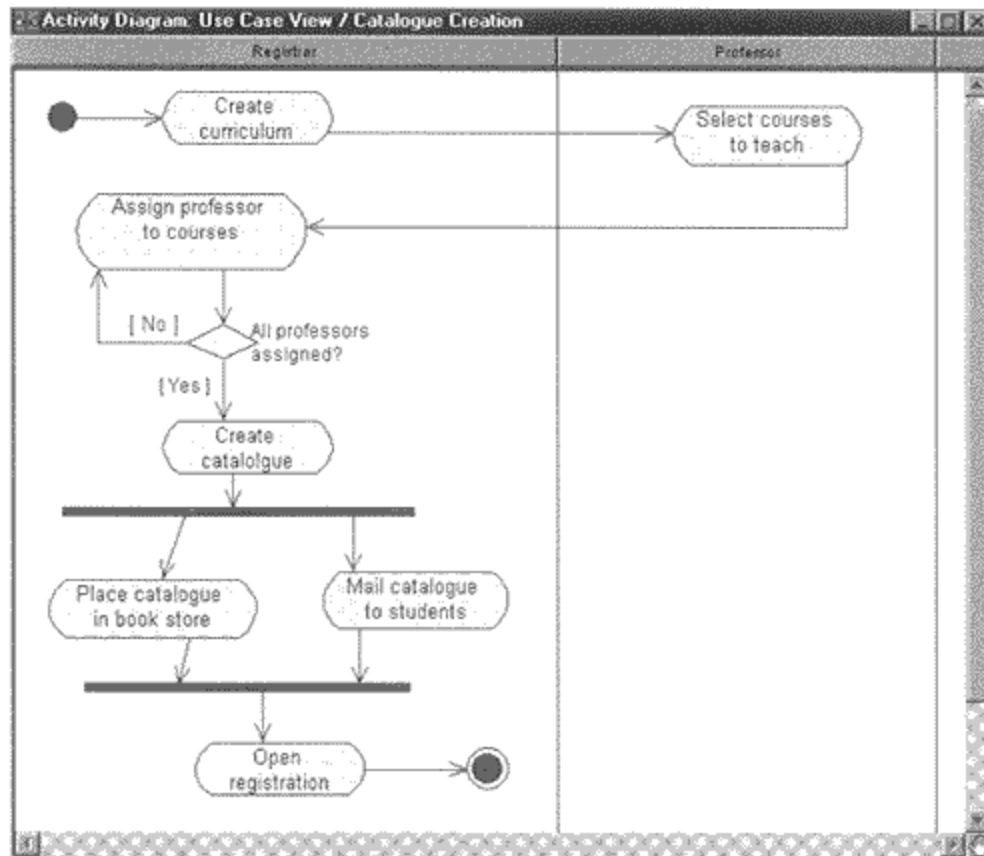 Activity Diagram: Use Case View / Catalogue Creation
Registrar
Professor
Create
curriculum
Select courses
to teach
Assign professor
to courses
[ No ]
All professors
assigned?
[ Yes ]
Create
catalolgue
Place catalogue
in book store
Mail catalogue
to students
Open
registration